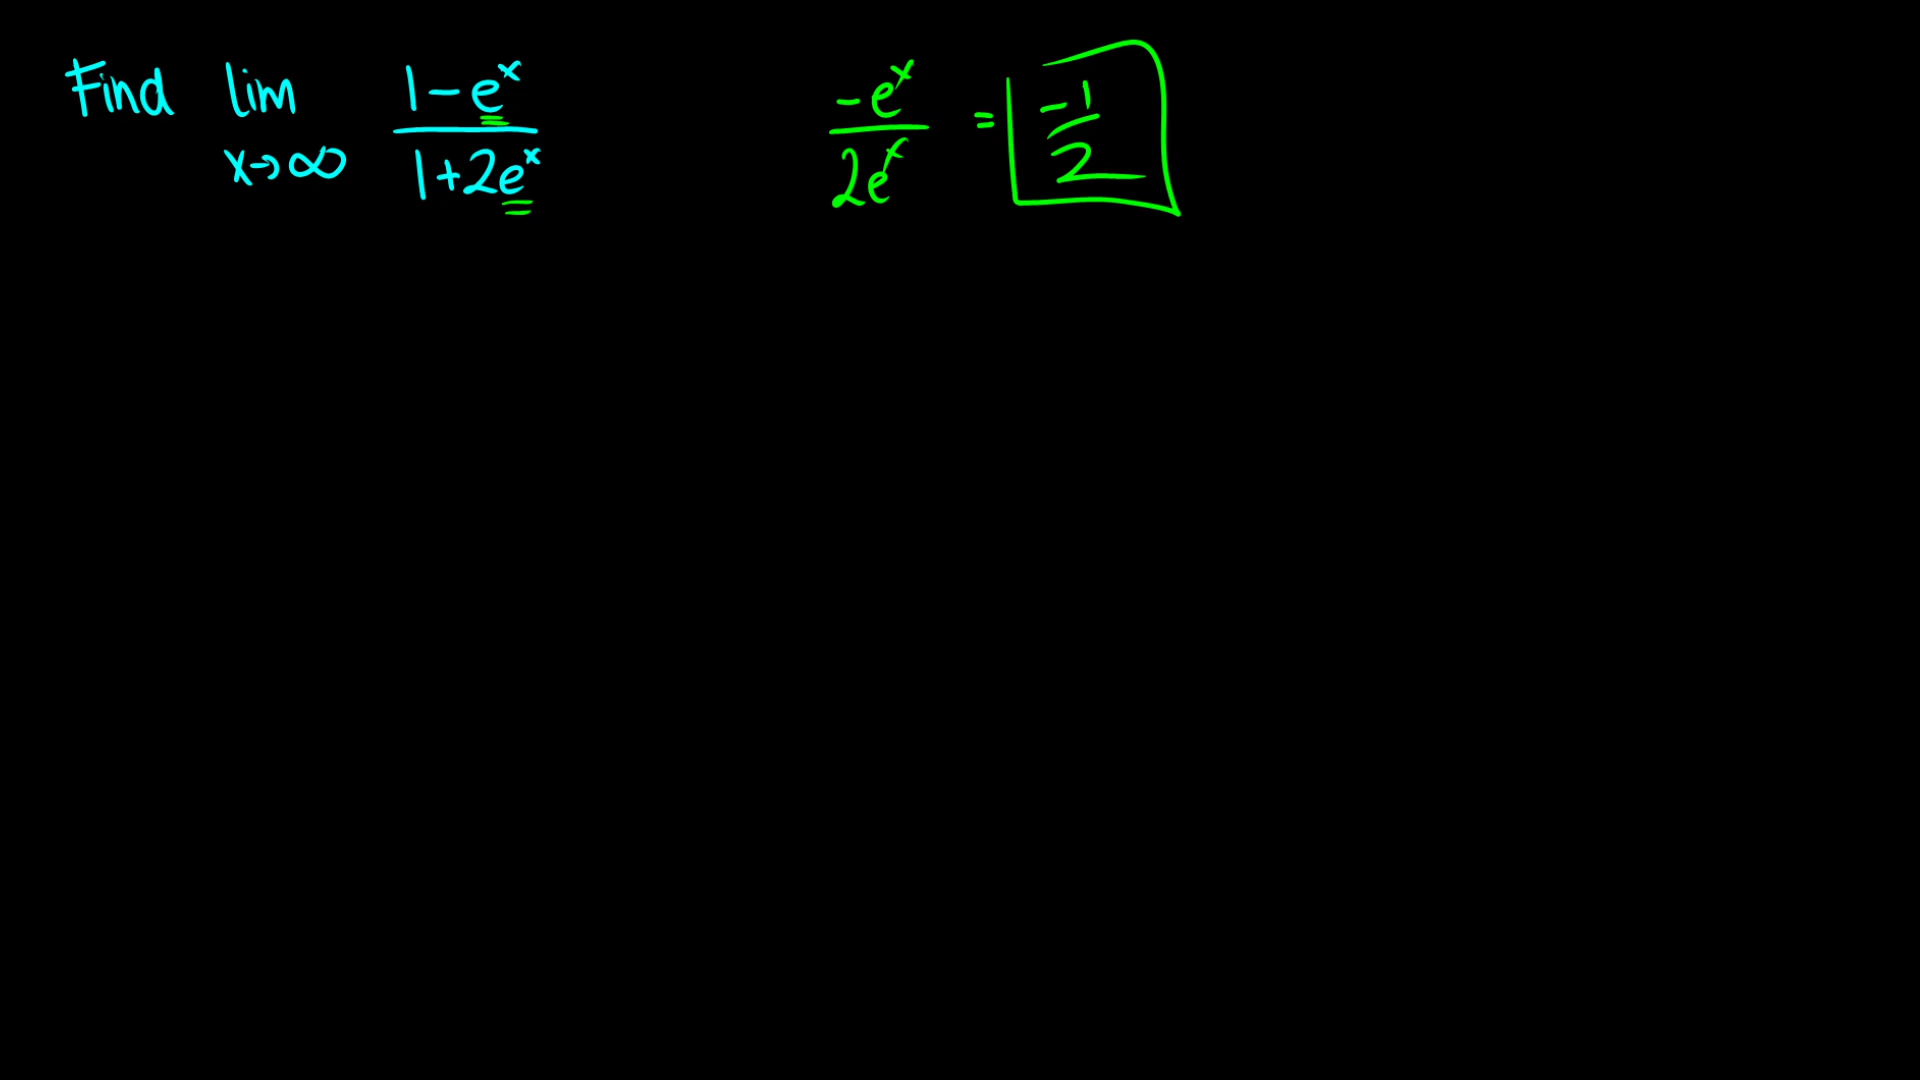 Find lim x→∞ (1 - e^x)/(1 + 2e^x)
(-e^x)/(2e^x) = -1/2